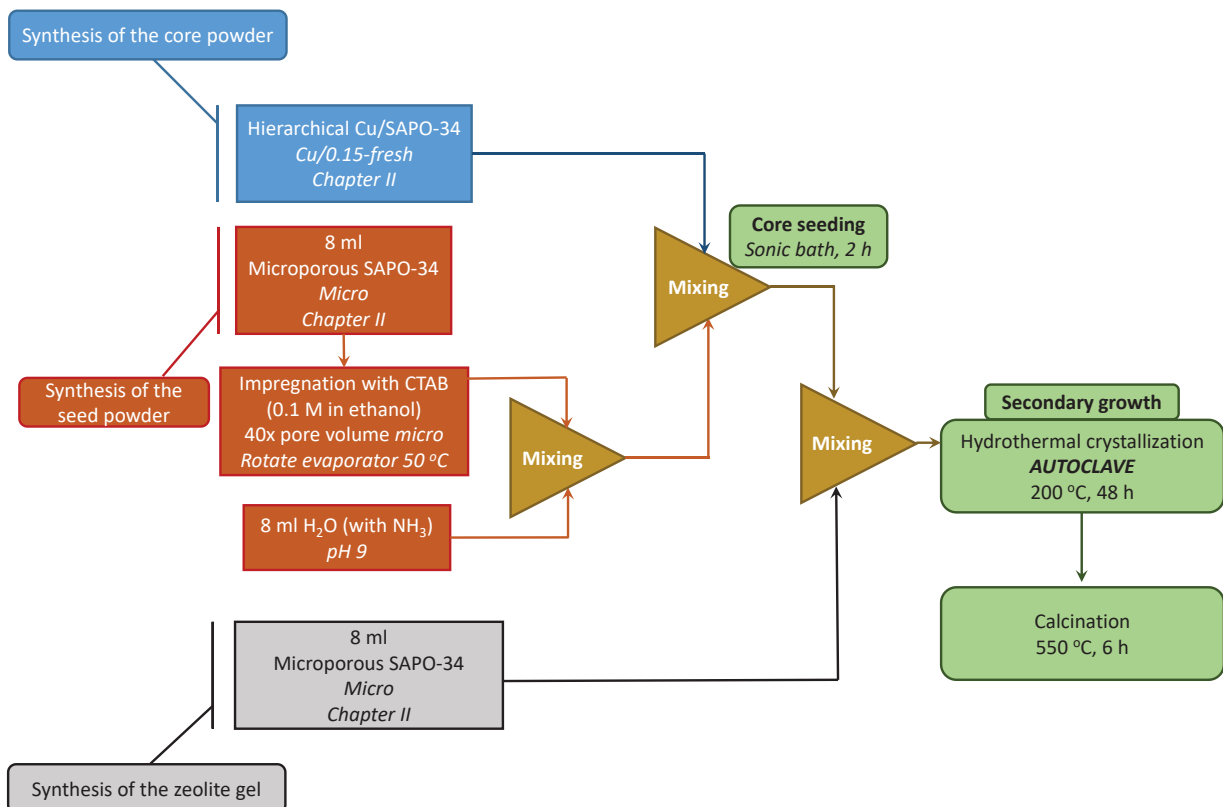 Synthesis of the core powder
Hierarchical Cu/SAPO-34
Cu/0.15-fresh
Chapter II
8 ml
Microporous SAPO-34
Micro
Chapter II
Synthesis of the
seed powder
Impregnation with CTAB
(0.1 M in ethanol)
40x pore volume micro
Rotate evaporator 50 °C
8 ml H₂O (with NH₃)
pH 9
Mixing
Mixing
Core seeding
Sonic bath, 2 h
Mixing
Secondary growth
Hydrothermal crystallization
AUTOCLAVE
200 °C, 48 h
Calcination
550 °C, 6 h
8 ml
Microporous SAPO-34
Micro
Chapter II
Synthesis of the zeolite gel